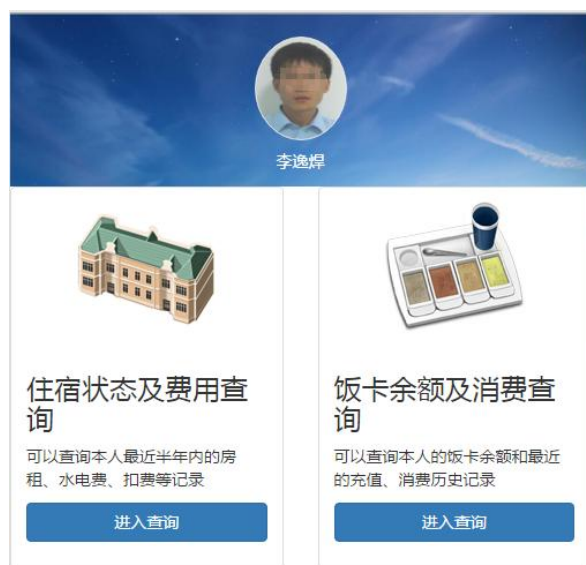 李逸焊
住宿状态及费用查
询
可以查询本人最近半年内的房
租、水电费、扣费等记录
进入查询
饭卡余额及消费查
询
可以查询本人的饭卡余额和最近
的充值、消费历史记录
进入查询